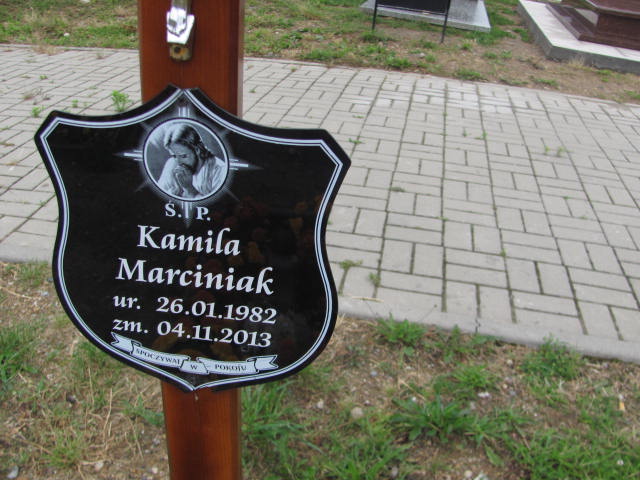 Ś. P.
Kamila
Marciniak
ur. 26.01.1982
zm. 04.11.2013
SPOCZYWAJ W POKOJU